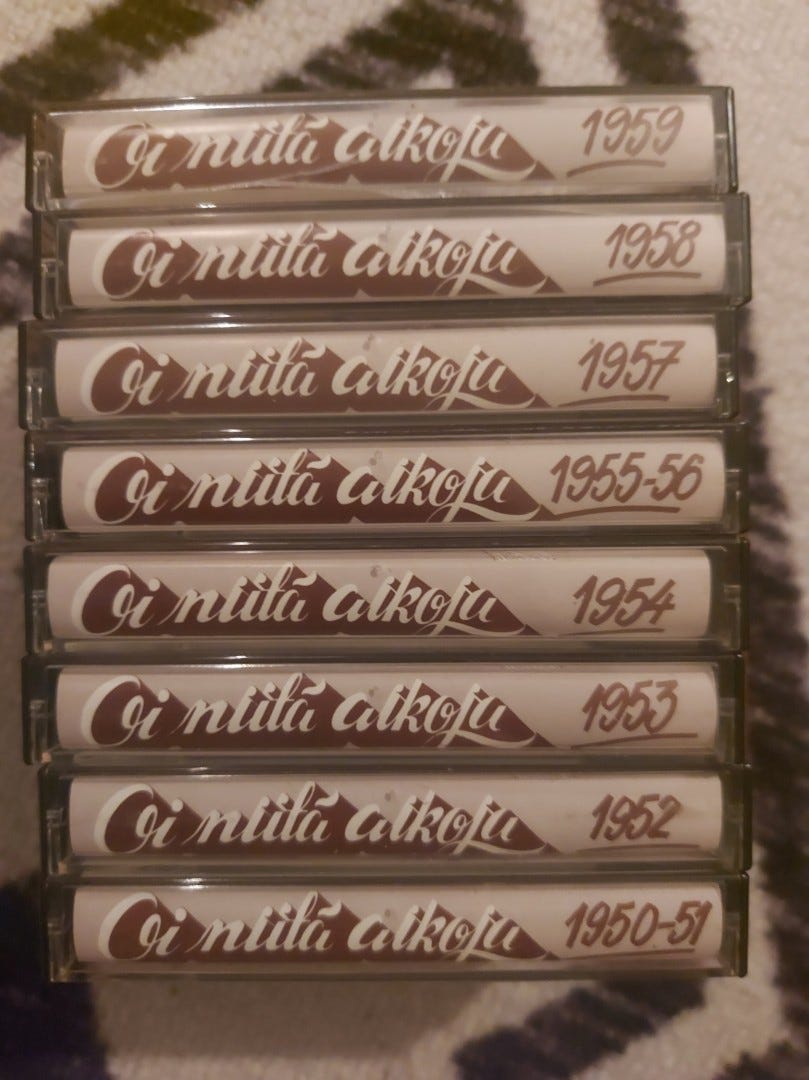 Oi niitä aikoja 1959
Oi niitä aikoja 1958
Oi niitä aikoja 1957
Oi niitä aikoja 1955-56
Oi niitä aikoja 1954
Oi niitä aikoja 1953
Oi niitä aikoja 1952
Oi niitä aikoja 1950-51